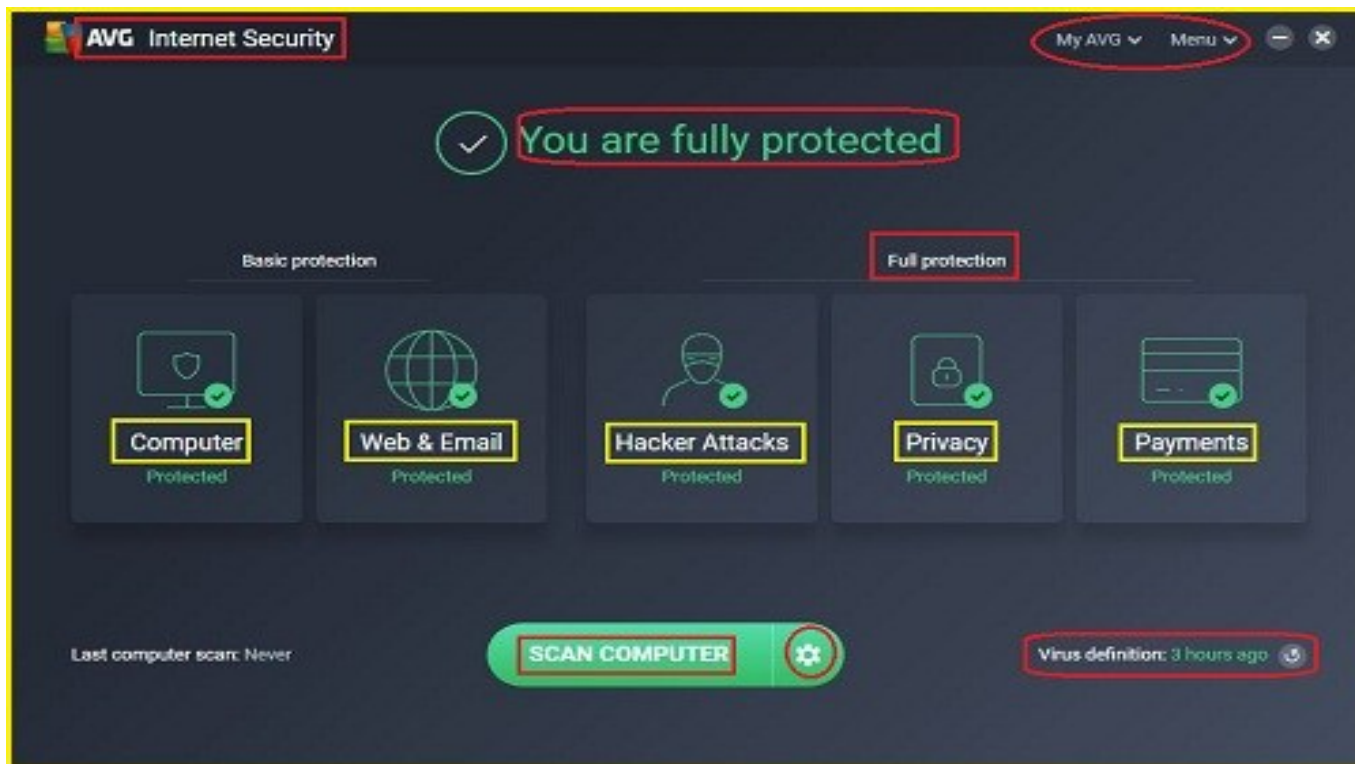 AVG Internet Security
My AVG Menu
You are fully protected
Basic protection
Full protection
Computer
Protected
Web & Email
Protected
Hacker Attacks
Protected
Privacy
Protected
Payments
Protected
Last computer scan: Never
SCAN COMPUTER
Virus definition: 3 hours ago